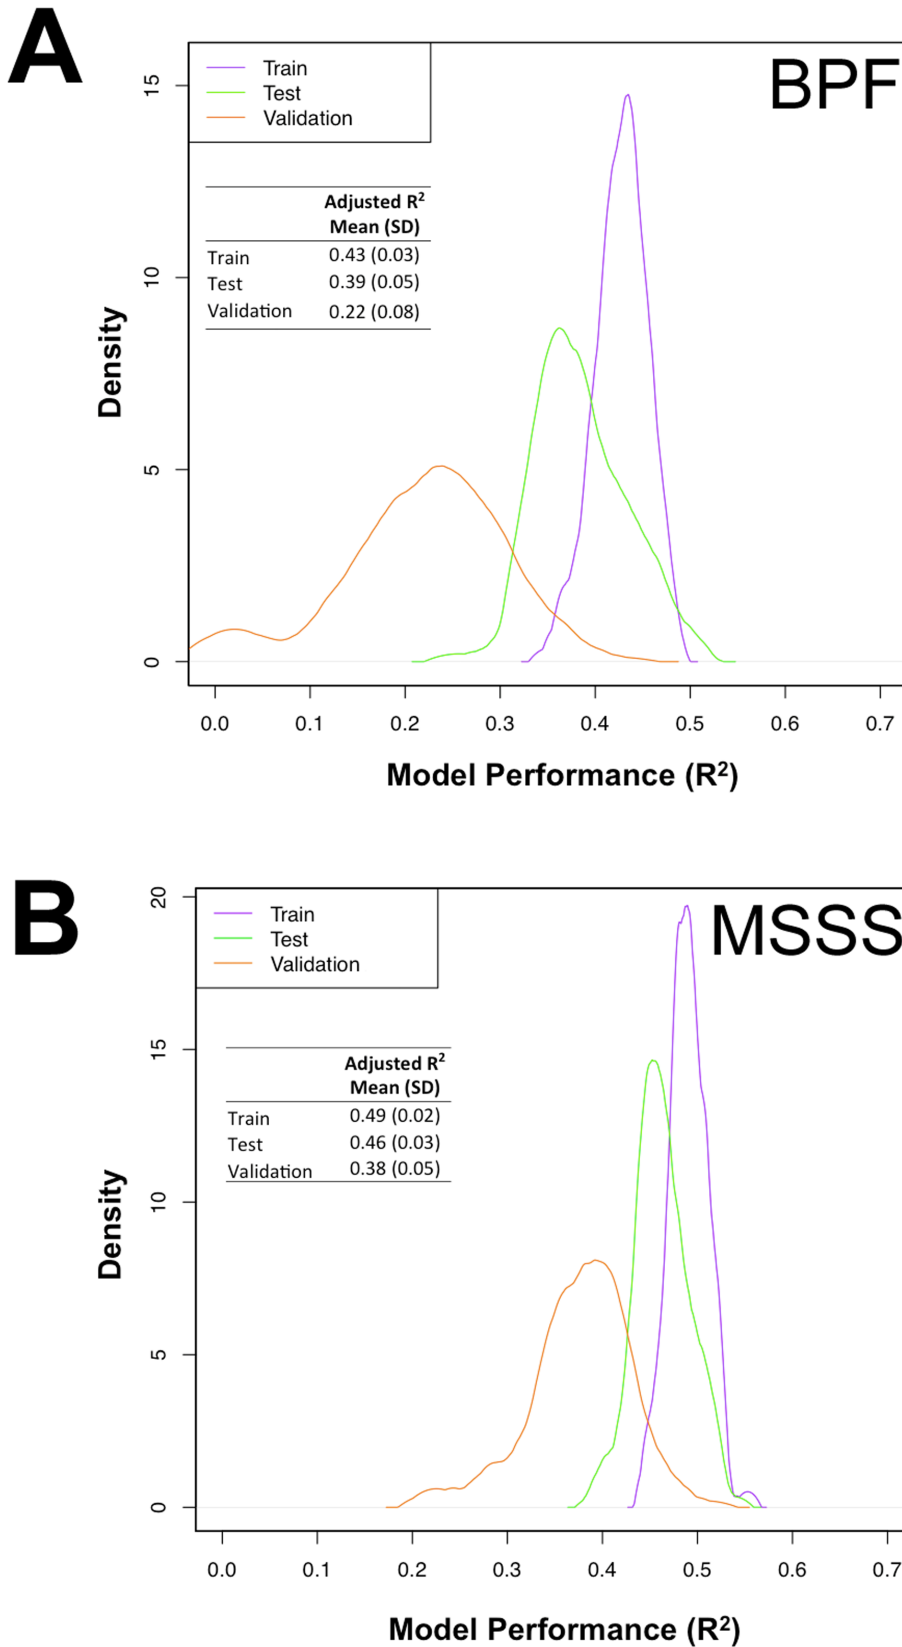 A
BPF
Train
Test
Validation
Adjusted R²
Mean (SD)
Train 0.43 (0.03)
Test 0.39 (0.05)
Validation 0.22 (0.08)
Density
15
10
5
0
0.0 0.1 0.2 0.3 0.4 0.5 0.6 0.7
Model Performance (R²)
B
MSSS
Train
Test
Validation
Adjusted R²
Mean (SD)
Train 0.49 (0.02)
Test 0.46 (0.03)
Validation 0.38 (0.05)
Density
20
15
10
5
0
0.0 0.1 0.2 0.3 0.4 0.5 0.6 0.7
Model Performance (R²)